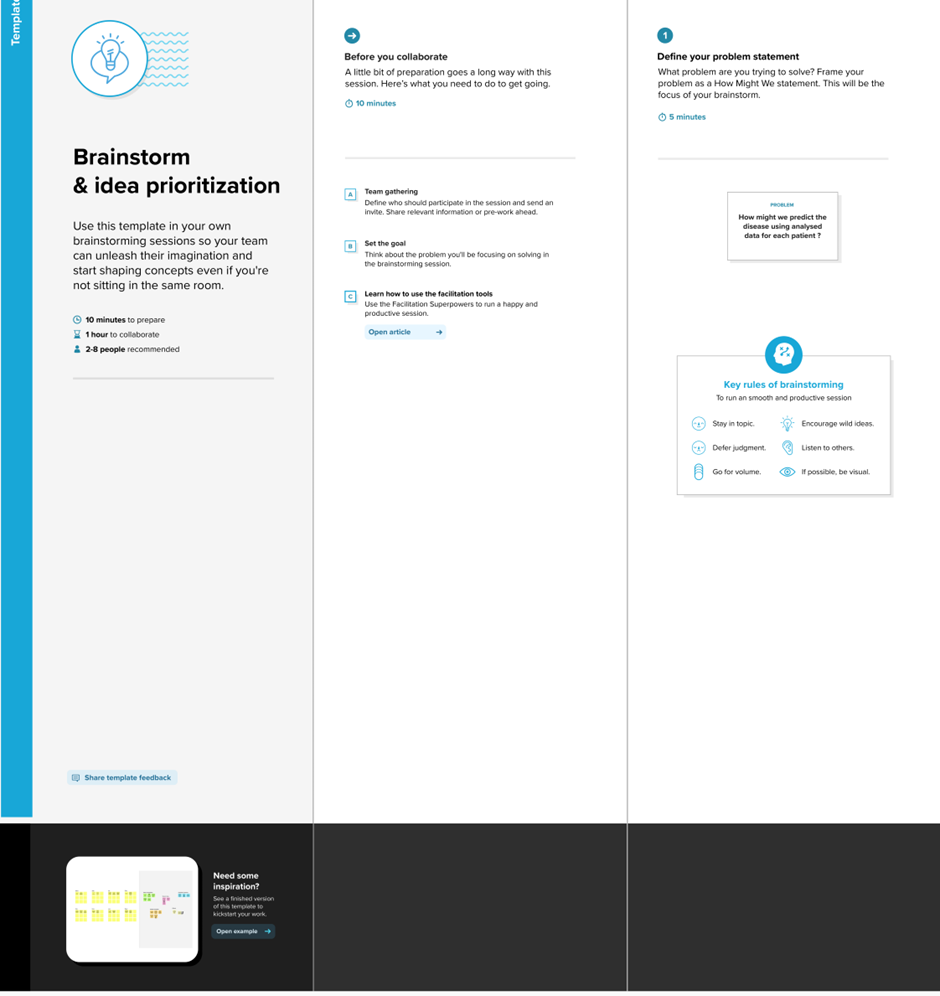 Template
Brainstorm
& idea prioritization
Use this template in your own
brainstorming sessions so your team
can unleash their imagination and
start shaping concepts even if you're
not sitting in the same room.
10 minutes to prepare
1 hour to collaborate
2-8 people recommended
Share template feedback
Before you collaborate
A little bit of preparation goes a long way with this
session. Here's what you need to do to get going.
10 minutes
A
Team gathering
Define who should participate in the session and send an
invite. Share relevant information or pre-work ahead.
B
Set the goal
Think about the problem you'll be focusing on solving in
the brainstorming session.
C
Learn how to use the facilitation tools
Use the Facilitation Superpowers to run a happy and
productive session.
Open article
1
Define your problem statement
What problem are you trying to solve? Frame your
problem as a How Might We statement. This will be the
focus of your brainstorm.
5 minutes
PROBLEM
How might we predict the
disease using analysed
data for each patient ?
Key rules of brainstorming
To run an smooth and productive session
Stay in topic.
Encourage wild ideas.
Defer judgment.
Listen to others.
Go for volume.
If possible, be visual.
Need some
inspiration?
See a finished version
of this template to
kickstart your work.
Open example